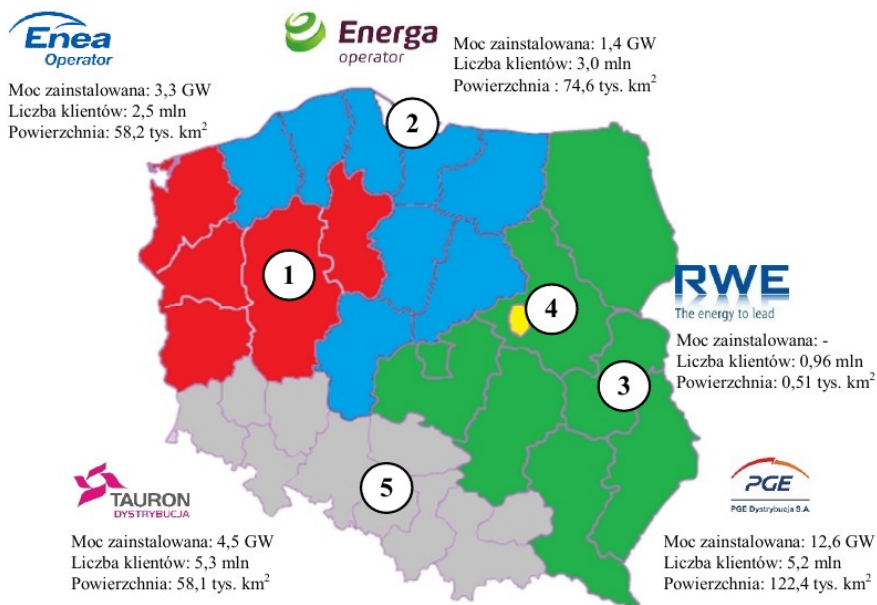 Enea
Operator
Moc zainstalowana: 3,3 GW
Liczba klientów: 2,5 mln
Powierzchnia: 58,2 tys. km²
Energa
operator
Moc zainstalowana: 1,4 GW
Liczba klientów: 3,0 mln
Powierzchnia : 74,6 tys. km²
2
1
4
RWE
The energy to lead
Moc zainstalowana: -
Liczba klientów: 0,96 mln
Powierzchnia: 0,51 tys. km²
3
5
TAURON
DYSTRYBUCJA
Moc zainstalowana: 4,5 GW
Liczba klientów: 5,3 mln
Powierzchnia: 58,1 tys. km²
PGE
PGE Dystrybucja S.A.
Moc zainstalowana: 12,6 GW
Liczba klientów: 5,2 mln
Powierzchnia: 122,4 tys. km²